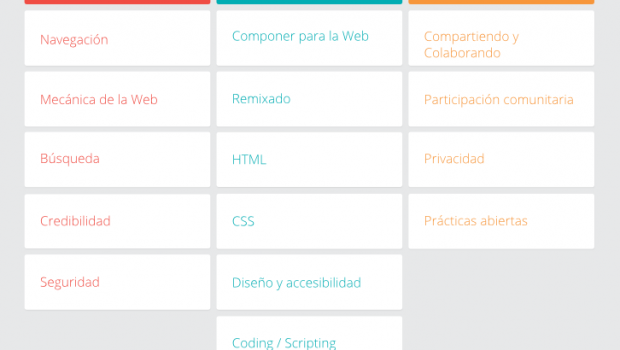 Navegación
Mecánica de la Web
Búsqueda
Credibilidad
Seguridad
Componer para la Web
Remixado
HTML
CSS
Diseño y accesibilidad
Coding / Scripting
Compartiendo y
Colaborando
Participación comunitaria
Privacidad
Prácticas abiertas